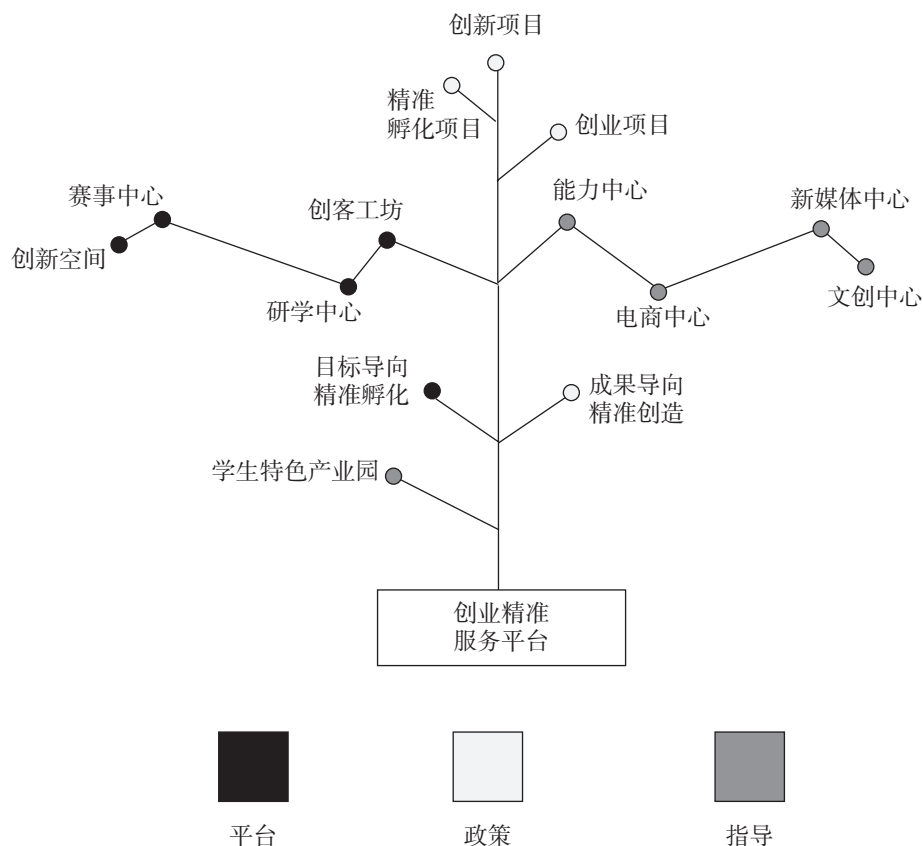 创新项目
精准
孵化项目
创业项目
赛事中心
能力中心
新媒体中心
创客工坊
创新空间
研学中心
电商中心
文创中心
目标导向
精准孵化
成果导向
精准创造
学生特色产业园
创业精准
服务平台
平台
政策
指导